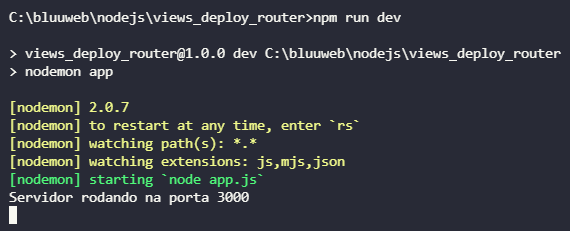 C:\bluuweb\nodejs\views_deploy_router>npm run dev
> views_deploy_router@1.0.0 dev C:\bluuweb\nodejs\views_deploy_router
> nodemon app
[nodemon] 2.0.7
[nodemon] to restart at any time, enter `rs`
[nodemon] watching path(s): *.*
[nodemon] watching extensions: js,mjs,json
[nodemon] starting `node app.js`
Servidor rodando na porta 3000